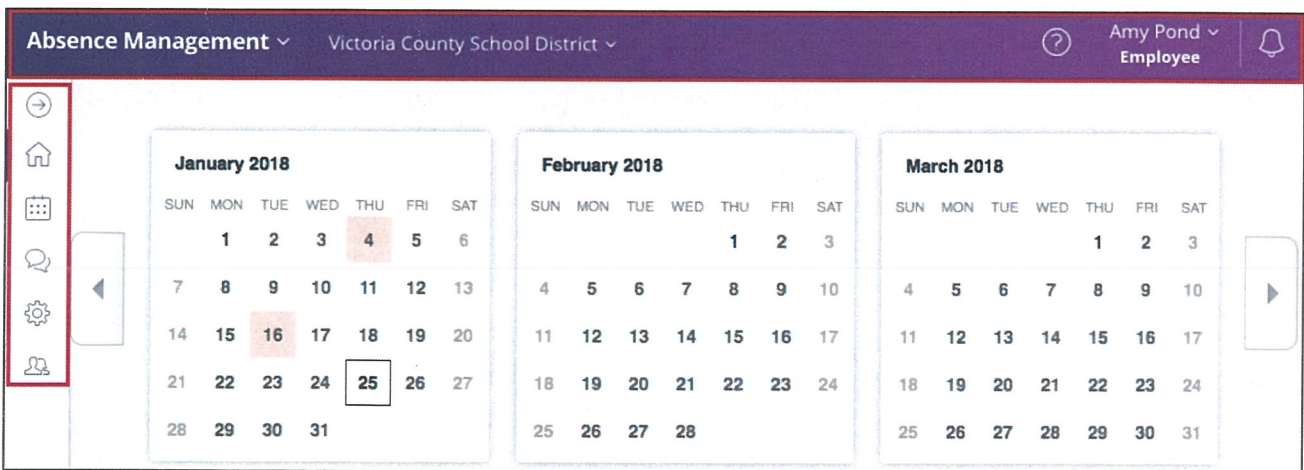 Absence Management Victoria County School District ? Amy Pond
Employee
January 2018
SUN MON TUE WED THU FRI SAT
1 2 3 4 5 6
7 8 9 10 11 12 13
14 15 16 17 18 19 20
21 22 23 24 25 26 27
28 29 30 31
February 2018
SUN MON TUE WED THU FRI SAT
1 2 3
4 5 6 7 8 9 10
11 12 13 14 15 16 17
18 19 20 21 22 23 24
25 26 27 28
March 2018
SUN MON TUE WED THU FRI SAT
1 2 3
4 5 6 7 8 9 10
11 12 13 14 15 16 17
18 19 20 21 22 23 24
25 26 27 28 29 30 31